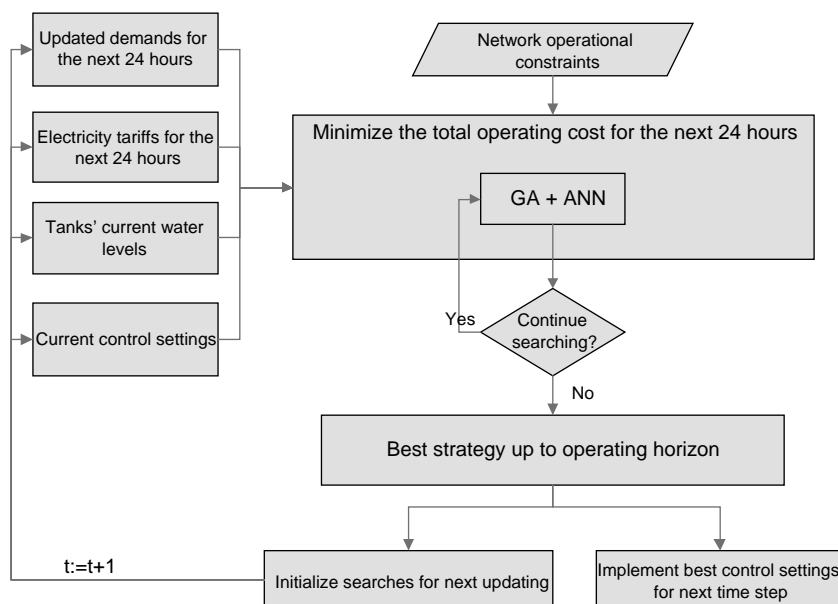 Updated demands for
the next 24 hours
Electricity tariffs for the
next 24 hours
Tanks’ current water
levels
Current control settings
Network operational
constraints
Minimize the total operating cost for the next 24 hours
GA + ANN
Yes
Continue
searching?
No
Best strategy up to operating horizon
t:=t+1
Initialize searches for next updating
Implement best control settings
for next time step